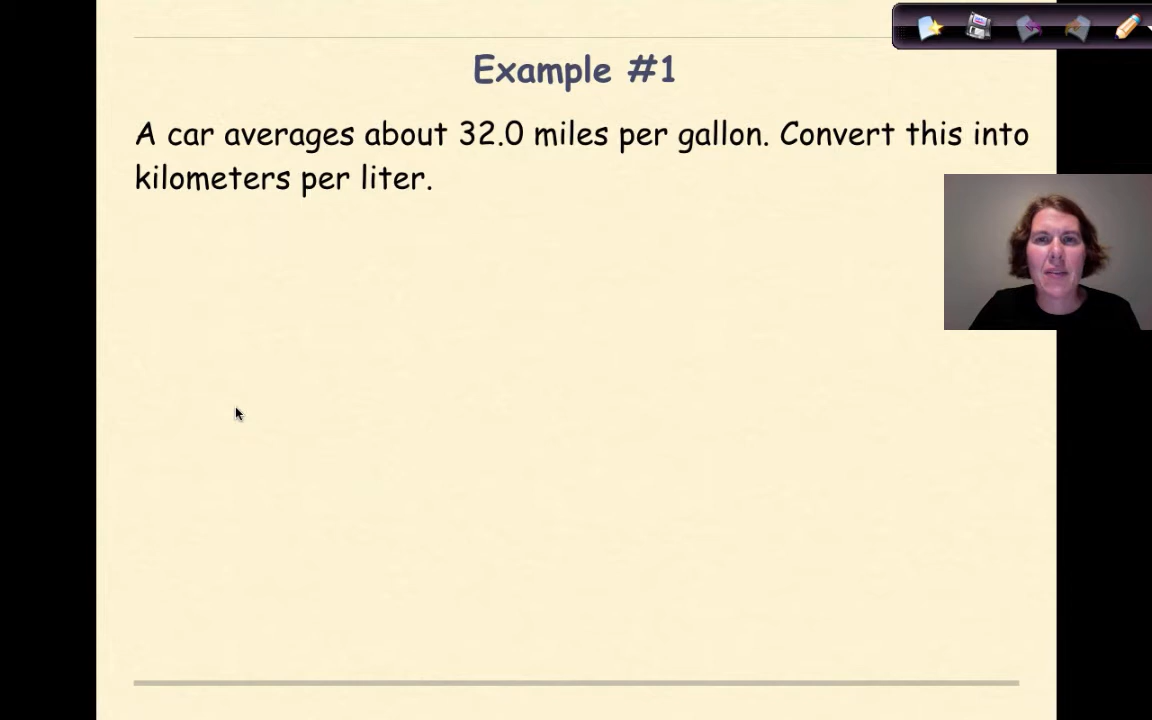 Example #1
A car averages about 32.0 miles per gallon. Convert this into
kilometers per liter.